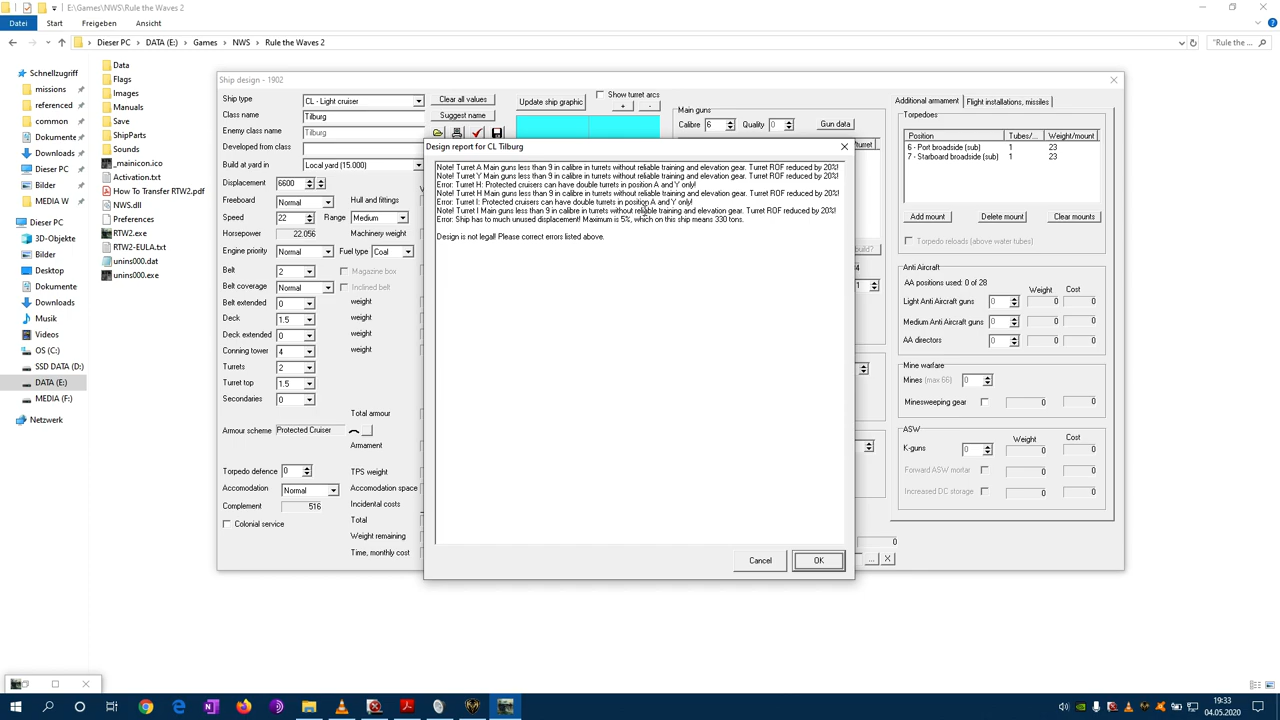 E:\Games\NWS\Rule the Waves 2
Datei
Start
Freigeben
Ansicht
Dieser PC
DATA (E:)
Games
NWS
Rule the Waves 2
"Rule the ...
Schnellzugriff
missions
referenced
community
Dokumente
Dieser PC
Bilder
MEDIA W
Downloads
Dieser PC
3D-Objekte
Bilder
Desktop
Dokumente
Downloads
Musik
Videos
OS (C:)
SSD DATA (D:)
DATA (E:)
MEDIA (F:)
Netzwerk
Data
Flags
Images
Manuals
Save
ShipParts
Sounds
_mainicon.ico
Activation.txt
How To Transfer RTW2.pdf
NWS.dll
Preferences
RTW2.exe
RTW2-EULA.txt
unins000.dat
unins000.exe
Ship design - 1902
Ship type
CL - Light cruiser
Clear all values
Class name
Tilburg
Suggest name
Enemy class name
Tilburg
Developed from class
Build at yard in
Local yard (15.000)
Displacement
6600
Freeboard
Normal
Hull and fittings
Speed
22
Range
Medium
Horsepower
22.056
Machinery weight
Engine priority
Normal
Fuel type
Coal
Belt
2
Magazine box
Belt coverage
Normal
Inclined belt
Belt extended
0
weight
Deck
1.5
weight
Deck extended
0
weight
Conning tower
4
weight
Turrets
2
Turret top
1.5
Secondaries
0
Total armour
Armour scheme
Protected Cruiser
Armament
Torpedo defence
0
TPS weight
Accomodation
Normal
Accomodation space
Complement
516
Incidental costs
Colonial service
Total
Weight remaining
Time, monthly cost
Update ship graphic
Show turret arcs
+
-
Main guns
Calibre
6
Quality
0
Gun data
Design report for CL Tilburg
Note! Turret A Main guns less than 9 in calibre in turrets without reliable training and elevation gear. Turret ROF reduced by 20%!
Note! Turret Y Main guns less than 9 in calibre in turrets without reliable training and elevation gear. Turret ROF reduced by 20%!
Error: Turret H: Protected cruisers can have double turrets in position A and Y only!
Note! Turret H Main guns less than 9 in calibre in turrets without reliable training and elevation gear. Turret ROF reduced by 20%!
Error: Turret I: Protected cruisers can have double turrets in position A and Y only!
Note! Turret I Main guns less than 9 in calibre in turrets without reliable training and elevation gear. Turret ROF reduced by 20%!
Error: Ship has to much unused displacement! Maximum is 5%, which on this ship means 330 tons.
Design is not legal! Please correct errors listed above.
Cancel
OK
Additional armament
Flight installations, missiles
Torpedoes
Position
Tubes/...
Weight/mount
6 - Port broadside (sub)
1
23
7 - Starboard broadside (sub)
1
23
Add mount
Delete mount
Clear mounts
Torpedo reloads (above water tubes)
Anti Aircraft
AA positions used: 0 of 28
Weight
Cost
Light Anti Aircraft guns
0
0
0
Medium Anti Aircraft guns
0
0
0
AA directors
0
0
0
Mine warfare
Mines (max 66)
0
0
0
Minesweeping gear
0
0
ASW
Weight
Cost
K-guns
0
0
0
Forward ASW mortar
0
0
Increased DC storage
0
0
0
...
X
19:33
04.05.2020